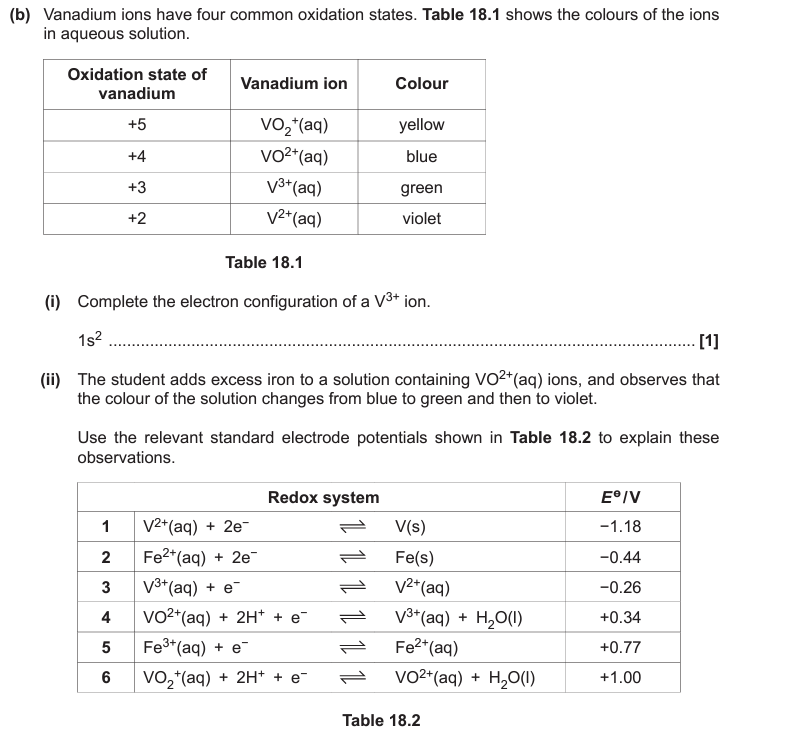 (b) Vanadium ions have four common oxidation states. Table 18.1 shows the colours of the ions
in aqueous solution.
Oxidation state of
vanadium
Vanadium ion
Colour
+5 VO₂⁺(aq) yellow
+4 VO²⁺(aq) blue
+3 V³⁺(aq) green
+2 V²⁺(aq) violet
Table 18.1
(i) Complete the electron configuration of a V³⁺ ion.
1s² ........................................................................................................................ [1]
(ii) The student adds excess iron to a solution containing VO²⁺(aq) ions, and observes that
the colour of the solution changes from blue to green and then to violet.
Use the relevant standard electrode potentials shown in Table 18.2 to explain these
observations.
Redox system E⦵/V
1 V²⁺(aq) + 2e⁻ ⇌ V(s) −1.18
2 Fe²⁺(aq) + 2e⁻ ⇌ Fe(s) −0.44
3 V³⁺(aq) + e⁻ ⇌ V²⁺(aq) −0.26
4 VO²⁺(aq) + 2H⁺ + e⁻ ⇌ V³⁺(aq) + H₂O(l) +0.34
5 Fe³⁺(aq) + e⁻ ⇌ Fe²⁺(aq) +0.77
6 VO₂⁺(aq) + 2H⁺ + e⁻ ⇌ VO²⁺(aq) + H₂O(l) +1.00
Table 18.2